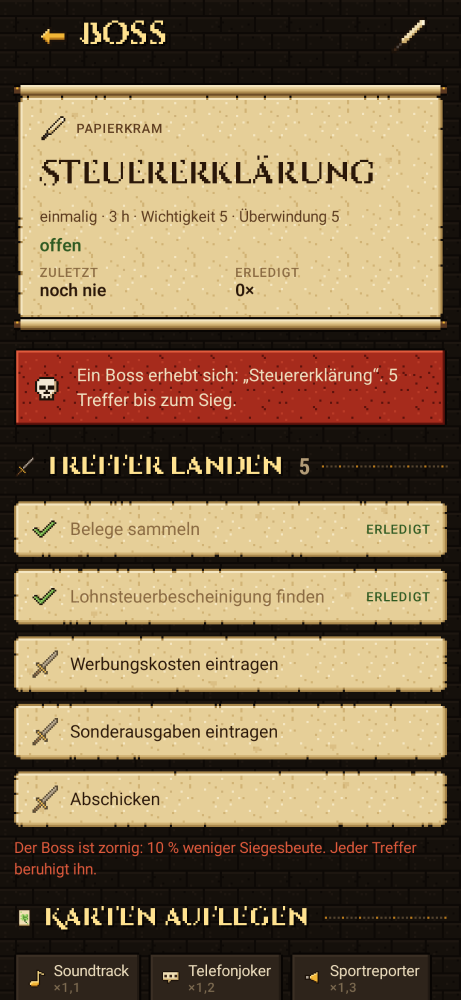 BOSS
PAPIERKRAM
STEUERERKLÄRUNG
einmalig · 3 h · Wichtigkeit 5 · Überwindung 5
offen
ZULETZT ERLEDIGT
noch nie 0×
Ein Boss erhebt sich: „Steuererklärung“. 5
Treffer bis zum Sieg.
TREFFER LANDEN 5
Belege sammeln ERLEDIGT
Lohnsteuerbescheinigung finden ERLEDIGT
Werbungskosten eintragen
Sonderausgaben eintragen
Abschicken
Der Boss ist zornig: 10 % weniger Siegesbeute. Jeder Treffer
beruhigt ihn.
KARTEN AUFLEGEN
Soundtrack Telefonjoker Sportreporter
×1,1 ×1,2 ×1,3